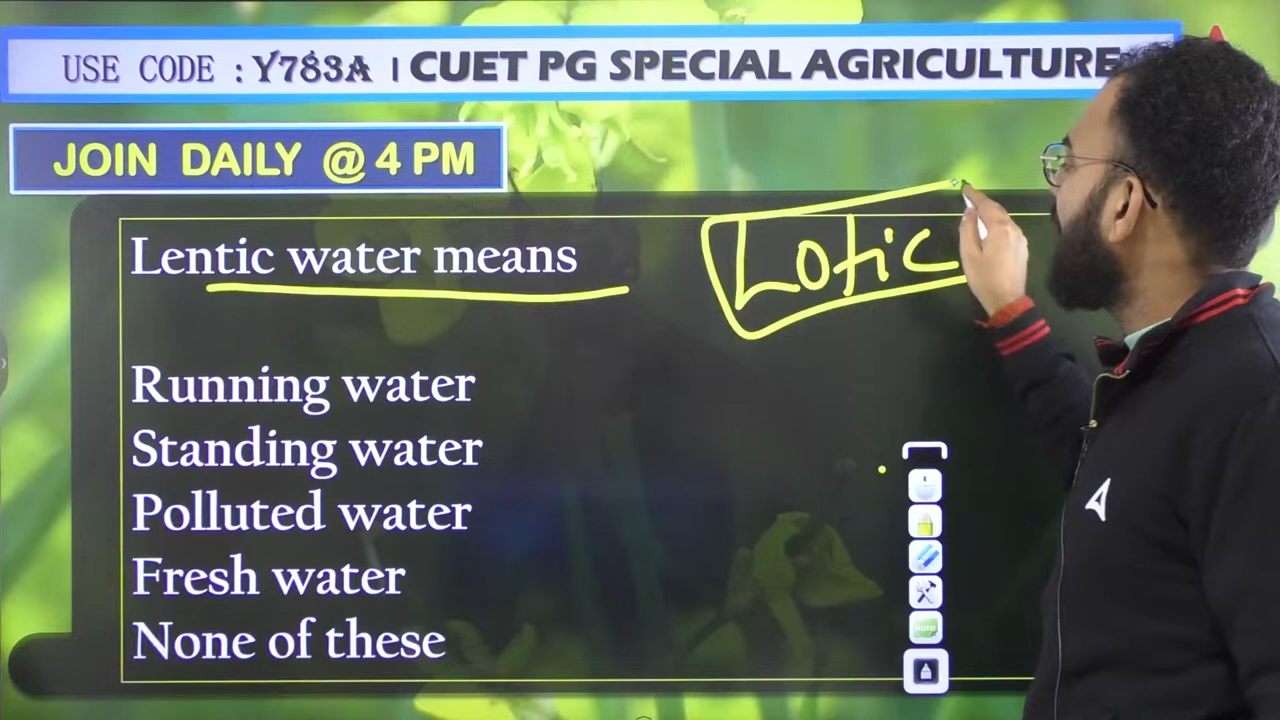 USE CODE : Y783A | CUET PG SPECIAL AGRICULTURE
JOIN DAILY @ 4 PM
Lentic water means
Lotic
Running water
Standing water
Polluted water
Fresh water
None of these
Note